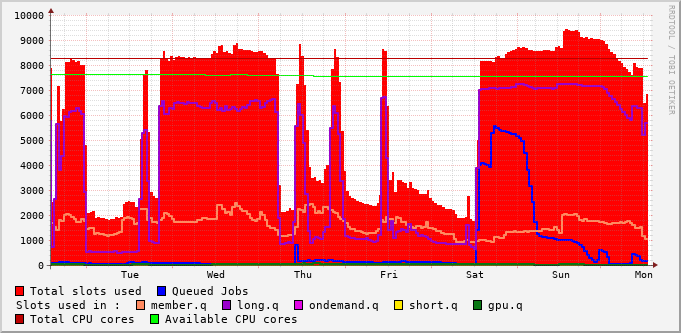 10000
9000
8000
7000
6000
5000
4000
3000
2000
1000
0
Tue Wed Thu Fri Sat Sun Mon
Total slots used Queued Jobs
Slots used in : member.q long.q ondemand.q short.q gpu.q
Total CPU cores Available CPU cores
RRDTOOL / TOBI OETIKER